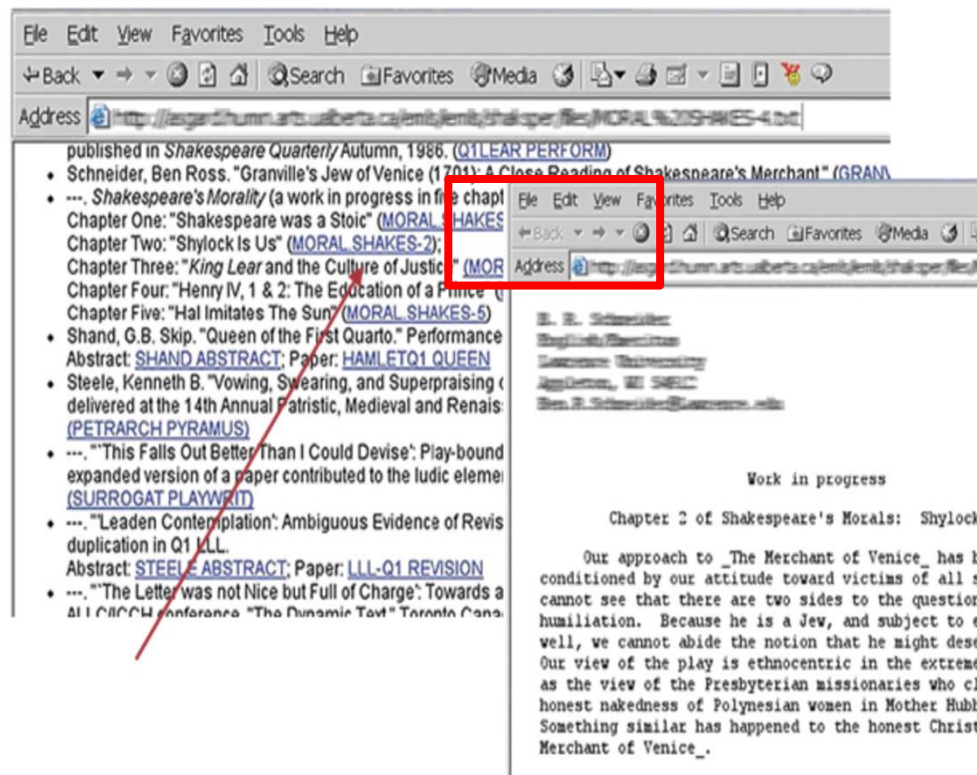 File Edit View Favorites Tools Help
Back Search Favorites Media
Address
published in Shakespeare Quarterly Autumn, 1986. (Q1LEAR PERFORM)
• Schneider, Ben Ross. "Granville's Jew of Venice (1701): A Close Reading of Shakespeare's Merchant" (GRANV
• ---. Shakespeare's Morality (a work in progress in five chapt
Chapter One: "Shakespeare was a Stoic" (MORAL.SHAKES
Chapter Two: "Shylock Is Us" (MORAL.SHAKES-2);
Chapter Three: "King Lear and the Culture of Justice" (MOR
Chapter Four: "Henry IV, 1 & 2: The Education of a Prince" (
Chapter Five: "Hal Imitates The Sun" (MORAL.SHAKES-5)
• Shand, G.B. Skip. "Queen of the First Quarto." Performance
Abstract: SHAND ABSTRACT; Paper: HAMLETQ1 QUEEN
• Steele, Kenneth B. "Vowing, Swearing, and Superpraising
delivered at the 14th Annual Patristic, Medieval and Renais
(PETRARCH PYRAMUS)
• ---. "'This Falls Out Better Than I Could Devise': Play-bound
expanded version of a paper contributed to the ludic eleme
(SURROGAT PLAYWRIT)
• ---. "'Leaden Contemplation': Ambiguous Evidence of Revis
duplication in Q1 LLL.
Abstract: STEELE ABSTRACT; Paper: LLL-Q1 REVISION
• ---. "'The Letter was not Nice but Full of Charge': Towards a
ALLC/ICCH conference, "The Dynamic Text," Toronto Cana
File Edit View Favorites Tools Help
Back Search Favorites Media
Address
Work in progress
Chapter 2 of Shakespeare's Morals: Shylock
Our approach to _The Merchant of Venice_ has b
conditioned by our attitude toward victims of all s
cannot see that there are two sides to the question
humiliation. Because he is a Jew, and subject to e
well, we cannot abide the notion that he might dese
Our view of the play is ethnocentric in the extreme
as the view of the Presbyterian missionaries who cl
honest nakedness of Polynesian women in Mother Hubb
Something similar has happened to the honest Christ
Merchant of Venice_.